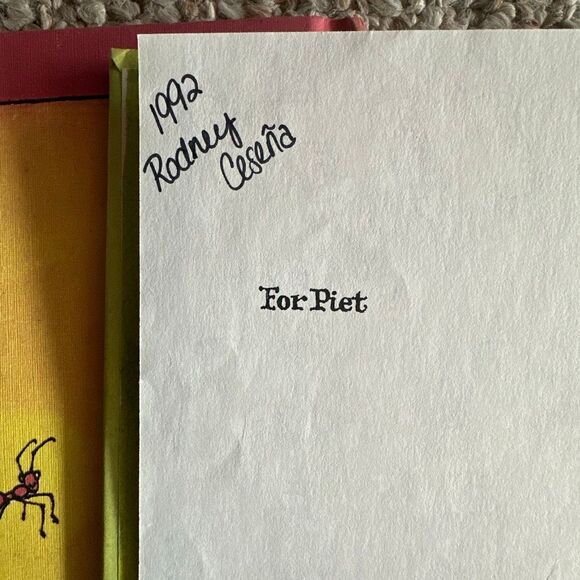 1992
Rodney
Ceseña
For Piet